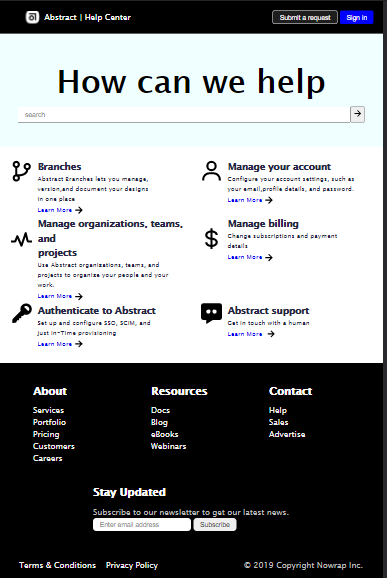 Abstract | Help Center
Submit a request
Sign in
How can we help
search
Branches
Abstract Branches lets you manage,
version,and document your designs
in one place
Learn More
Manage your account
Configure your account settings, such as
your email,profile details, and password.
Learn More
Manage organizations, teams,
and
projects
Use Abstract organizations, teams, and
projects to organize your people and your
work.
Learn More
Manage billing
Change subscriptions and payment
details
Learn More
Authenticate to Abstract
Set up and configure SSO, SCIM, and
Just-in-Time provisioning
Learn More
Abstract support
Get in touch with a human
Learn More
About
Services
Portfolio
Pricing
Customers
Careers
Resources
Docs
Blog
eBooks
Webinars
Contact
Help
Sales
Advertise
Stay Updated
Subscribe to our newsletter to get our latest news.
Enter email address
Subscribe
Terms & Conditions
Privacy Policy
© 2019 Copyright Nowrap Inc.